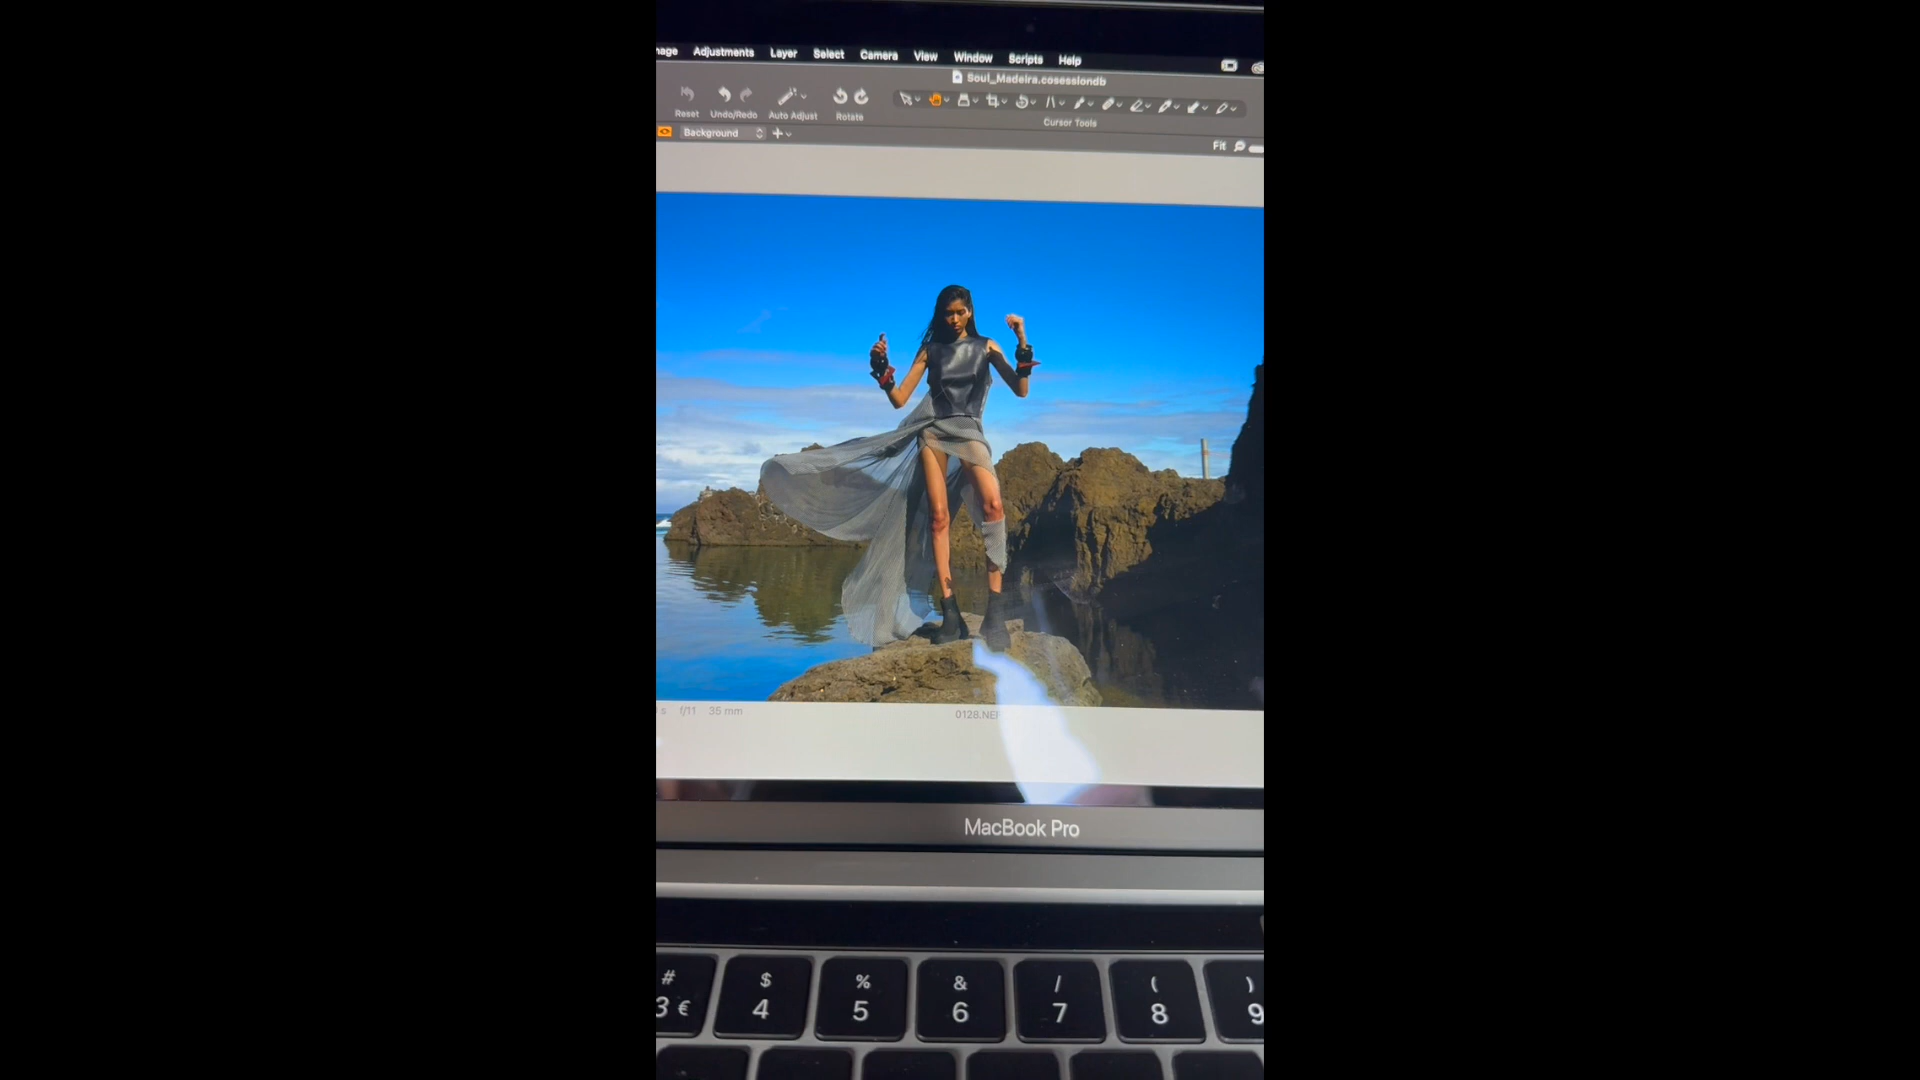 Adjustments Layer Select Camera View Window Scripts Help
Soul_Madeira.cosessiondb
Reset Undo/Redo Auto Adjust Rotate
Cursor Tools
Background
Fit
s f/11 35 mm
MacBook Pro
# $ % & / ( )
3 € 4 5 6 7 8 9